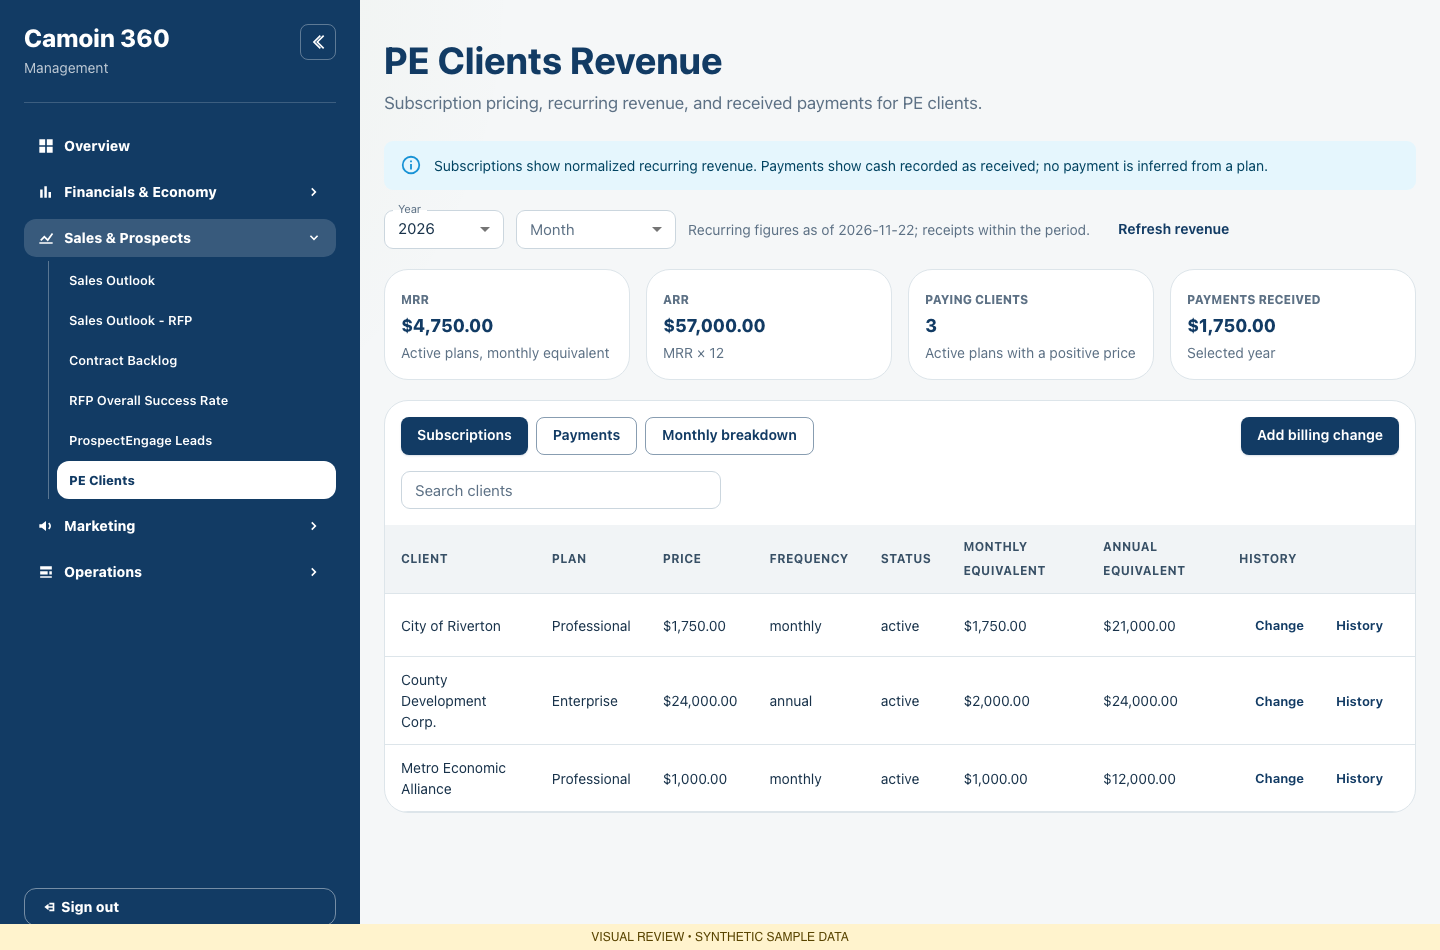 Camoin 360
Management
Overview
Financials & Economy
Sales & Prospects
Sales Outlook
Sales Outlook - RFP
Contract Backlog
RFP Overall Success Rate
ProspectEngage Leads
PE Clients
Marketing
Operations
Sign out
PE Clients Revenue
Subscription pricing, recurring revenue, and received payments for PE clients.
Subscriptions show normalized recurring revenue. Payments show cash recorded as received; no payment is inferred from a plan.
Year
2026
Month
Recurring figures as of 2026-11-22; receipts within the period.
Refresh revenue
MRR
$4,750.00
Active plans, monthly equivalent
ARR
$57,000.00
MRR × 12
PAYING CLIENTS
3
Active plans with a positive price
PAYMENTS RECEIVED
$1,750.00
Selected year
Subscriptions
Payments
Monthly breakdown
Add billing change
Search clients
CLIENT PLAN PRICE FREQUENCY STATUS MONTHLY EQUIVALENT ANNUAL EQUIVALENT HISTORY
City of Riverton Professional $1,750.00 monthly active $1,750.00 $21,000.00 Change History
County Development Corp. Enterprise $24,000.00 annual active $2,000.00 $24,000.00 Change History
Metro Economic Alliance Professional $1,000.00 monthly active $1,000.00 $12,000.00 Change History
VISUAL REVIEW • SYNTHETIC SAMPLE DATA